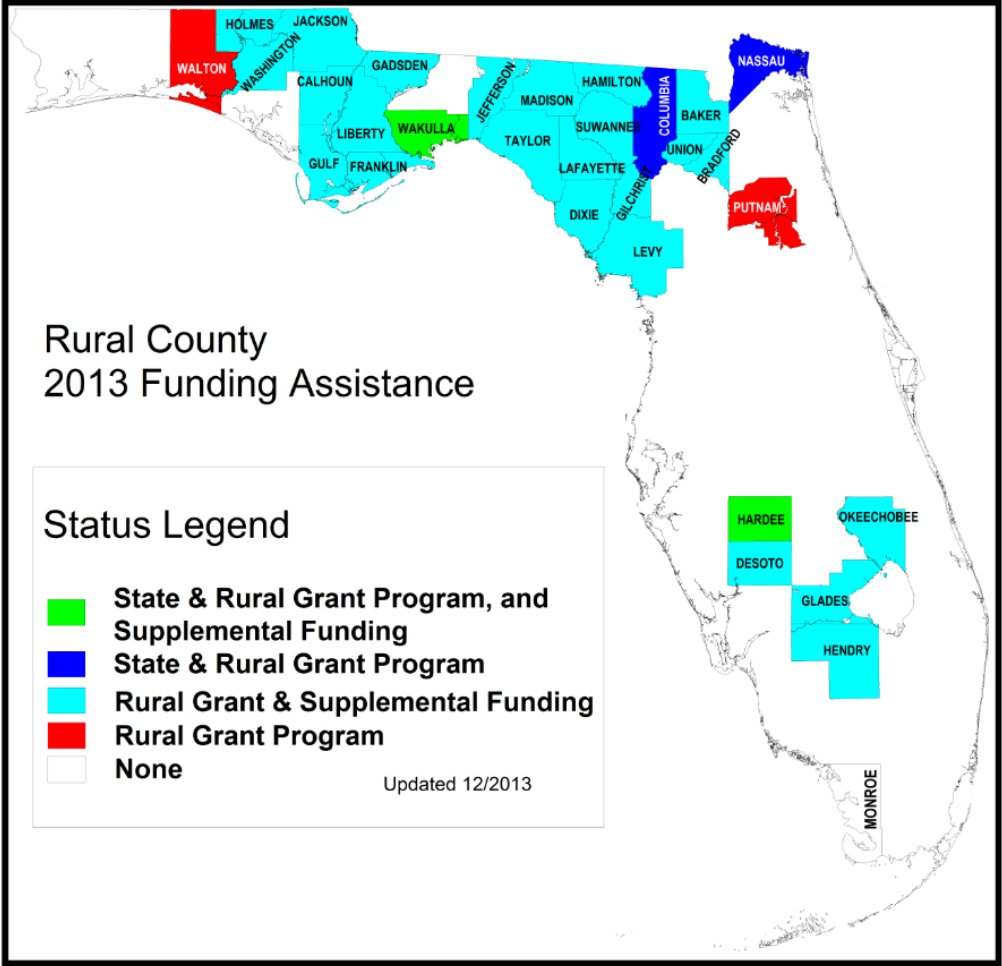 HOLMES
JACKSON
WALTON
WASHINGTON
NASSAU
GADSDEN
CALHOUN
JEFFERSON
HAMILTON
COLUMBIA
MADISON
BAKER
WAKULLA
SUWANNEE
LIBERTY
TAYLOR
UNION
BRADFORD
GULF
FRANKLIN
LAFAYETTE
GILCHRIST
PUTNAM
DIXIE
LEVY
Rural County
2013 Funding Assistance
HARDEE
OKEECHOBEE
DESOTO
GLADES
HENDRY
MONROE
Status Legend
State & Rural Grant Program, and
Supplemental Funding
State & Rural Grant Program
Rural Grant & Supplemental Funding
Rural Grant Program
None
Updated 12/2013